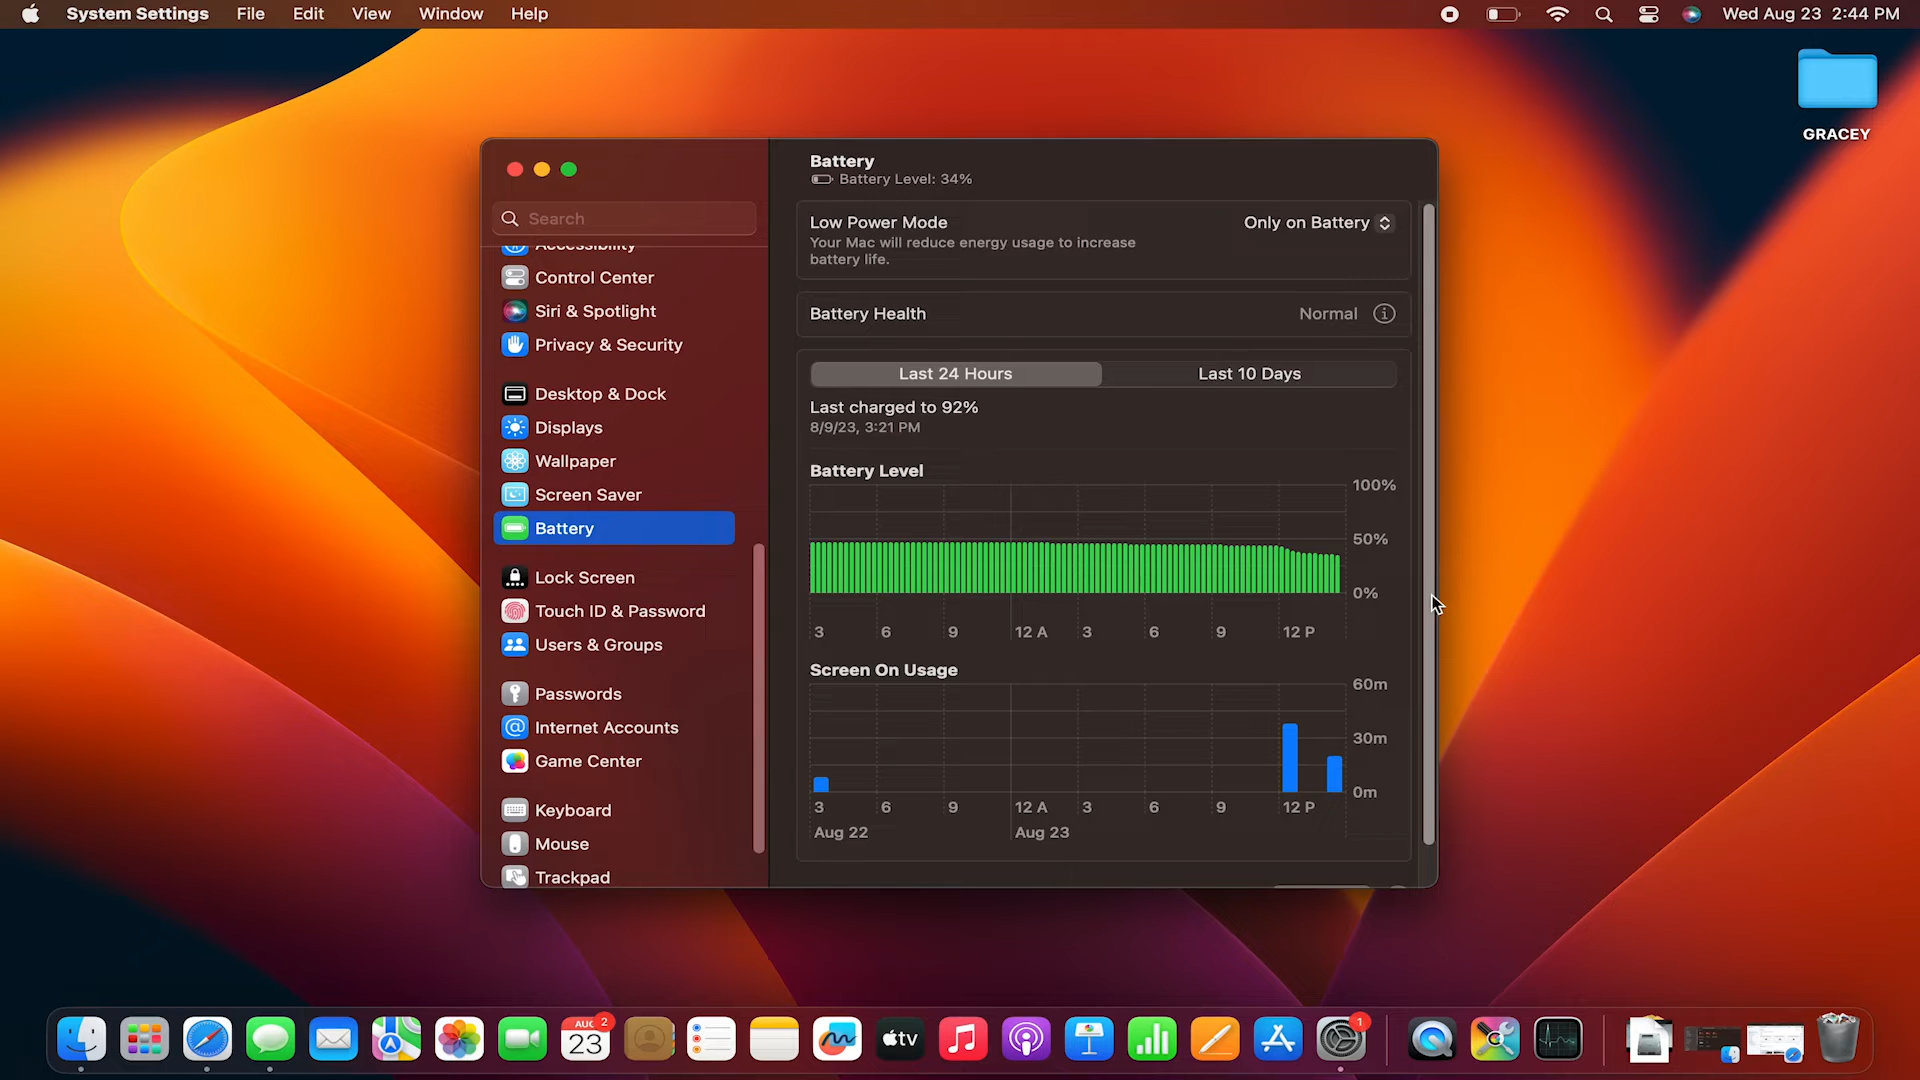 System Settings File Edit View Window Help
Wed Aug 23 2:44 PM
GRACEY
Search
Accessibility
Control Center
Siri & Spotlight
Privacy & Security
Desktop & Dock
Displays
Wallpaper
Screen Saver
Battery
Lock Screen
Touch ID & Password
Users & Groups
Passwords
Internet Accounts
Game Center
Keyboard
Mouse
Trackpad
Battery
Battery Level: 34%
Low Power Mode
Only on Battery
Your Mac will reduce energy usage to increase
battery life.
Battery Health
Normal
Last 24 Hours
Last 10 Days
Last charged to 92%
8/9/23, 3:21 PM
Battery Level
100%
50%
0%
3 6 9 12 A 3 6 9 12 P
Screen On Usage
60m
30m
0m
3 6 9 12 A 3 6 9 12 P
Aug 22 Aug 23
AUG
23
2
tv
1